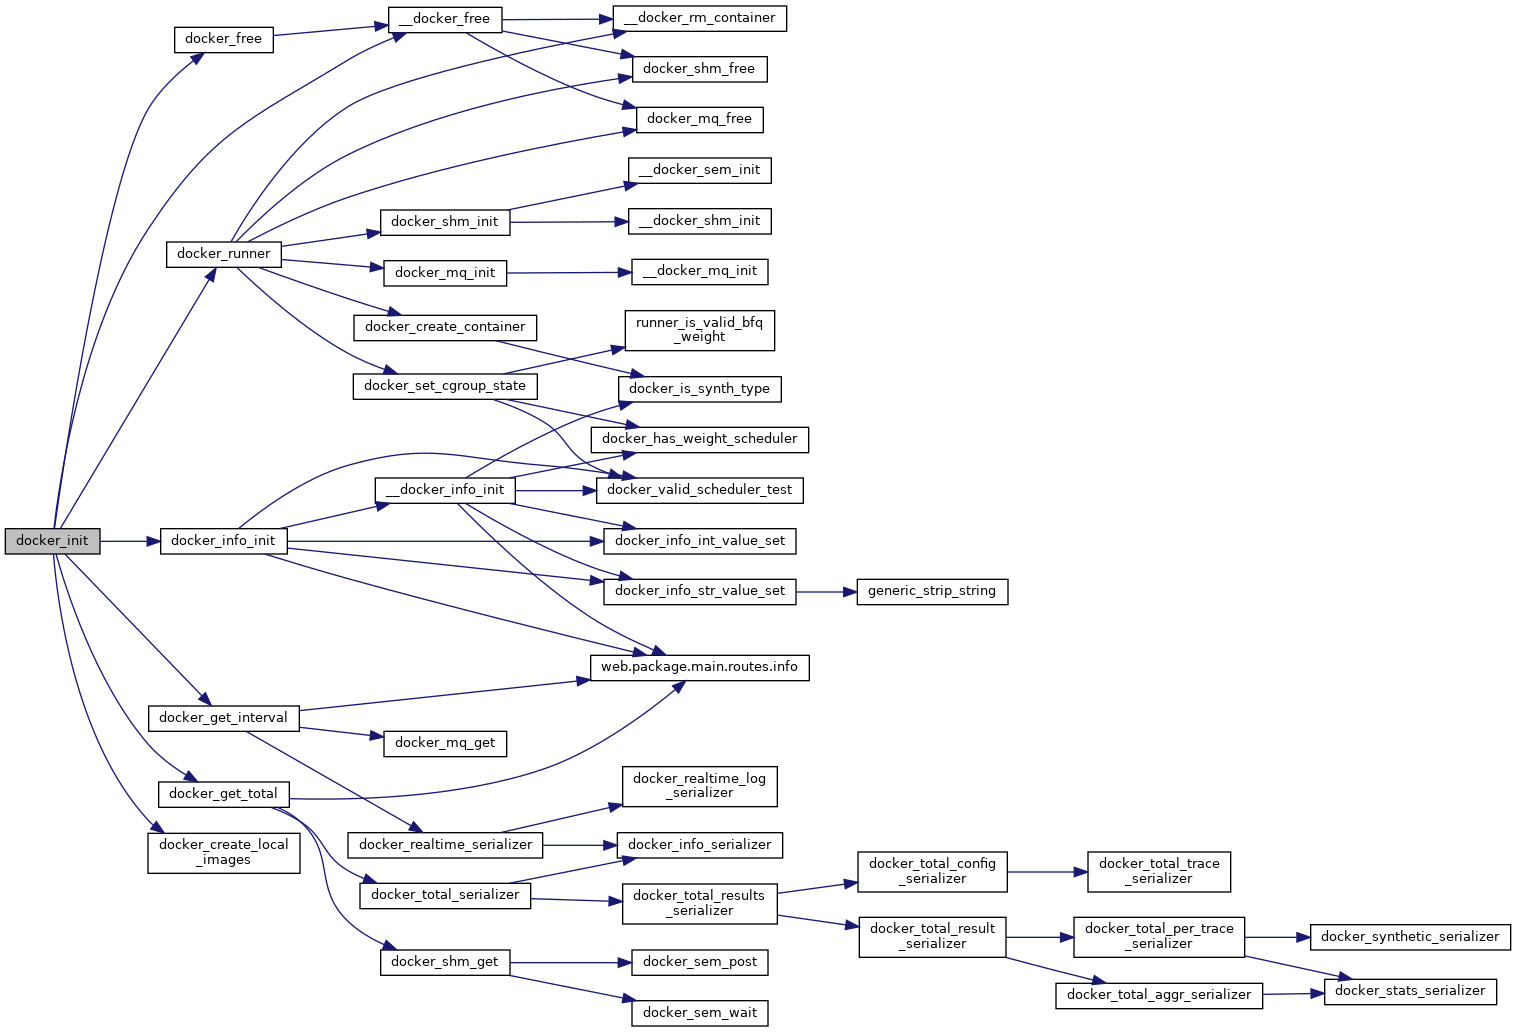 docker_init
docker_free
docker_runner
docker_info_init
docker_get_interval
docker_get_total
docker_create_local
_images
__docker_free
docker_shm_init
docker_mq_init
docker_create_container
docker_set_cgroup_state
__docker_info_init
docker_mq_get
docker_realtime_serializer
docker_total_serializer
docker_shm_get
__docker_rm_container
docker_shm_free
docker_mq_free
__docker_sem_init
__docker_shm_init
__docker_mq_init
runner_is_valid_bfq
_weight
docker_is_synth_type
docker_has_weight_scheduler
docker_valid_scheduler_test
docker_info_int_value_set
docker_info_str_value_set
web.package.main.routes.info
docker_realtime_log
_serializer
docker_info_serializer
docker_total_results
_serializer
docker_sem_post
docker_sem_wait
generic_strip_string
docker_total_config
_serializer
docker_total_result
_serializer
docker_total_trace
_serializer
docker_total_per_trace
_serializer
docker_total_aggr_serializer
docker_synthetic_serializer
docker_stats_serializer